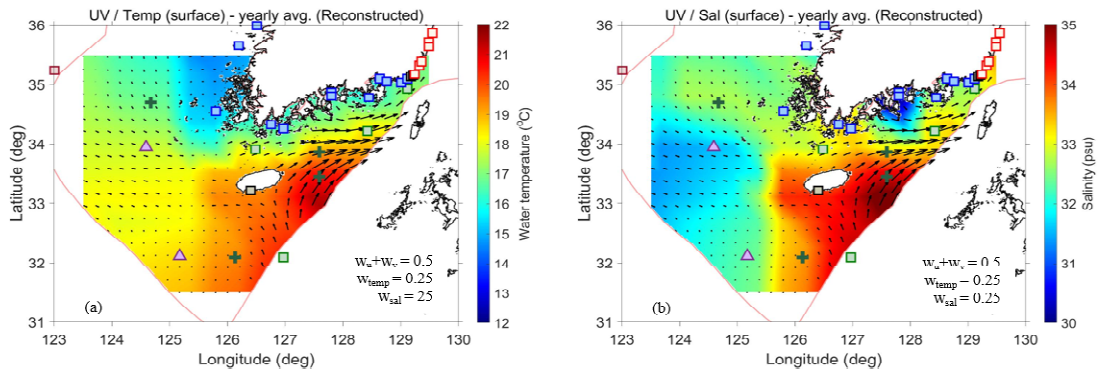 UV / Temp (surface) - yearly avg. (Reconstructed)
36
35
34
33
32
31
Latitude (deg)
123 124 125 126 127 128 129 130
Longitude (deg)
(a)
wu+wv = 0.5
wtemp = 0.25
wsal = 25
22
21
20
19
18
17
16
15
14
13
12
Water temperature (°C)
UV / Sal (surface) - yearly avg. (Reconstructed)
36
35
34
33
32
31
Latitude (deg)
123 124 125 126 127 128 129 130
Longitude (deg)
(b)
wu+wv = 0.5
wtemp = 0.25
wsal = 0.25
35
34
33
32
31
30
Salinity (psu)